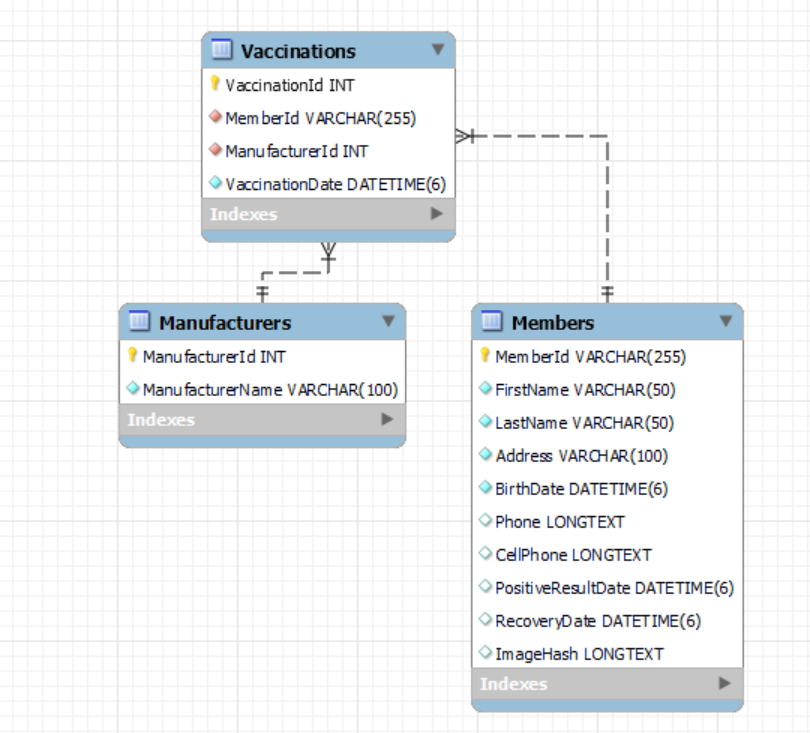 Vaccinations
VaccinationId INT
MemberId VARCHAR(255)
ManufacturerId INT
VaccinationDate DATETIME(6)
Indexes
Manufacturers
ManufacturerId INT
ManufacturerName VARCHAR(100)
Indexes
Members
MemberId VARCHAR(255)
FirstName VARCHAR(50)
LastName VARCHAR(50)
Address VARCHAR(100)
BirthDate DATETIME(6)
Phone LONGTEXT
CellPhone LONGTEXT
PositiveResultDate DATETIME(6)
RecoveryDate DATETIME(6)
ImageHash LONGTEXT
Indexes